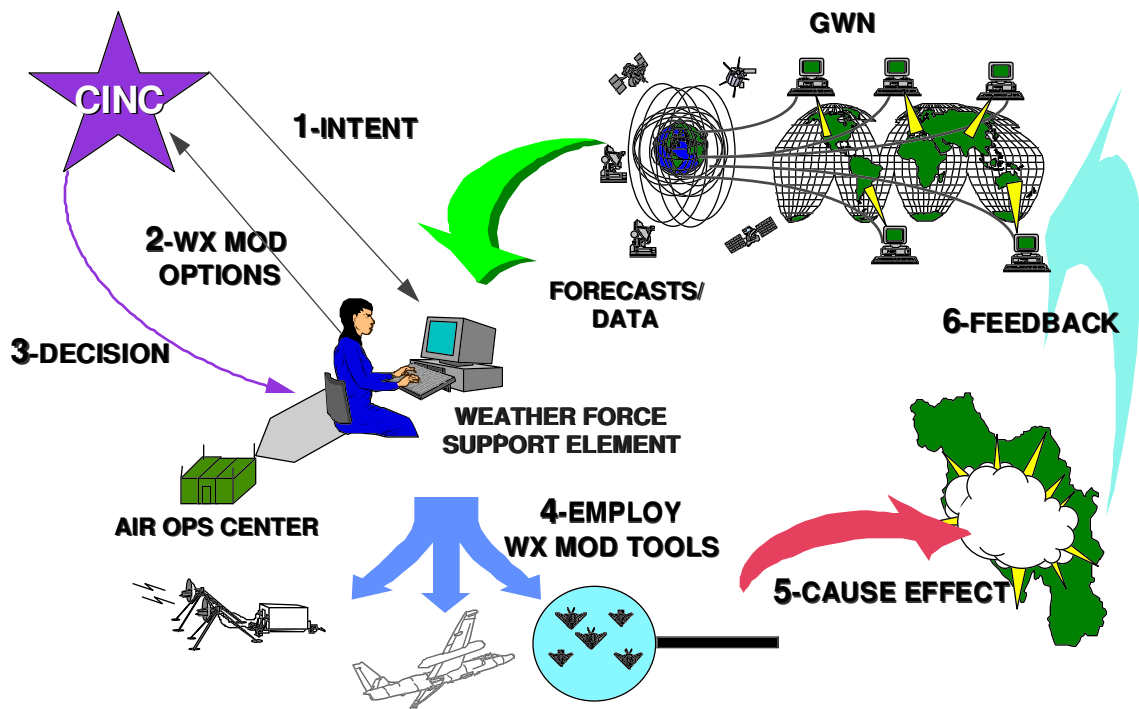 GWN
CINC
1-INTENT
2-WX MOD
OPTIONS
3-DECISION
FORECASTS/
DATA
6-FEEDBACK
WEATHER FORCE
SUPPORT ELEMENT
AIR OPS CENTER
4-EMPLOY
WX MOD TOOLS
5-CAUSE EFFECT